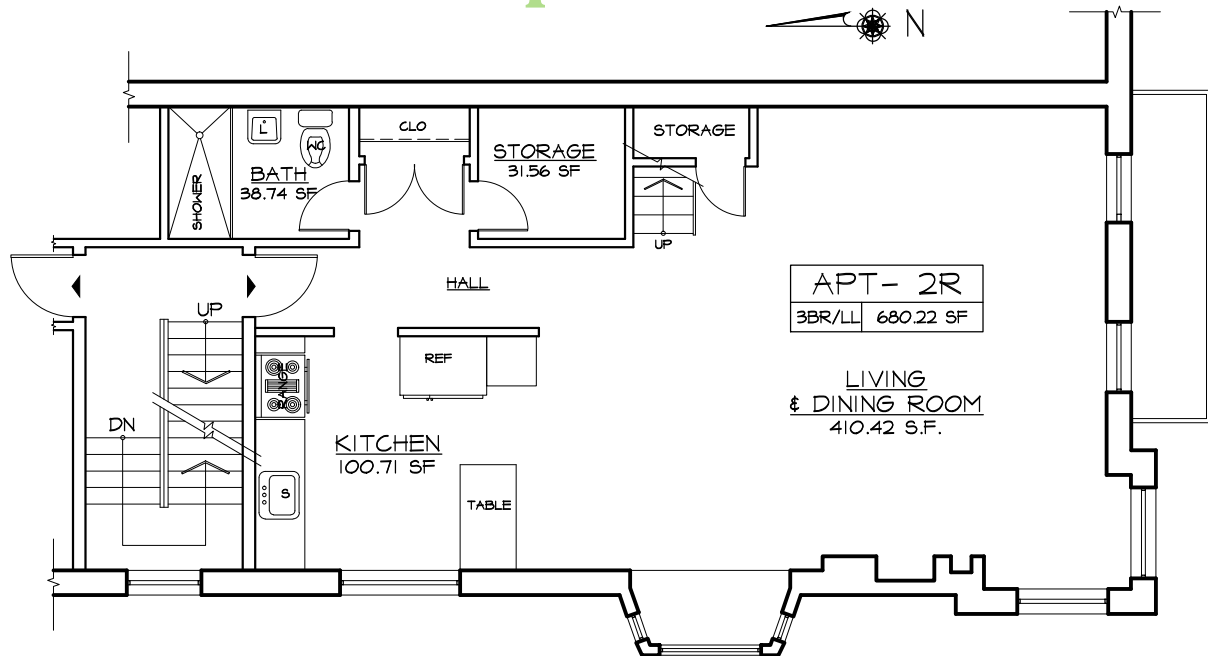 N
CLO
L
WC
STORAGE
STORAGE
31.56 SF
BATH
38.74 SF
SHOWER
UP
HALL
APT- 2R
3BR/LL 680.22 SF
UP
REF
RANGE
LIVING
& DINING ROOM
410.42 S.F.
DN
KITCHEN
100.71 SF
S
TABLE